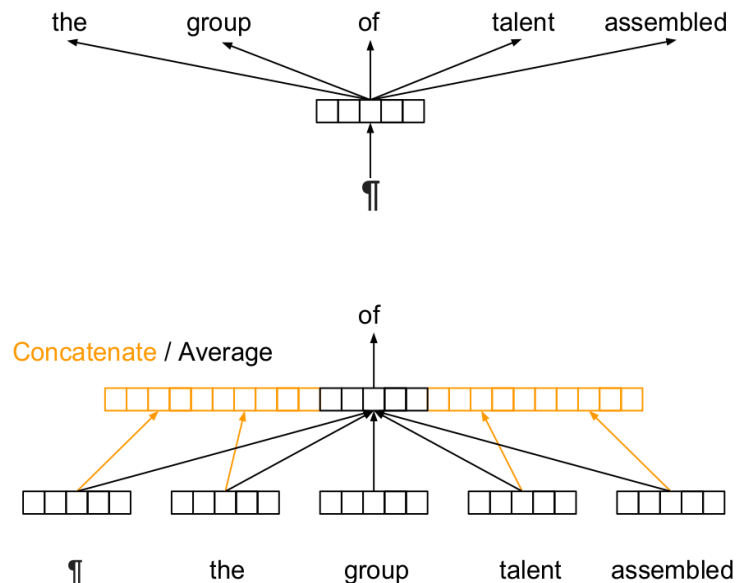 the group of talent assembled
¶
of
Concatenate / Average
¶ the group talent assembled